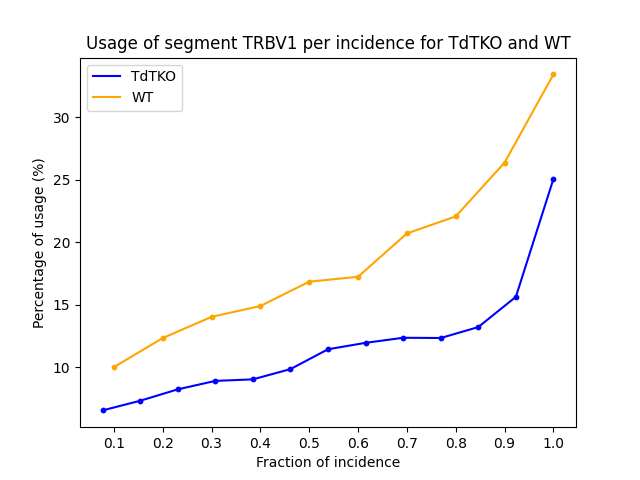 Usage of segment TRBV1 per incidence for TdTKO and WT
TdTKO
WT
Percentage of usage (%)
30
25
20
15
10
0.1 0.2 0.3 0.4 0.5 0.6 0.7 0.8 0.9 1.0
Fraction of incidence